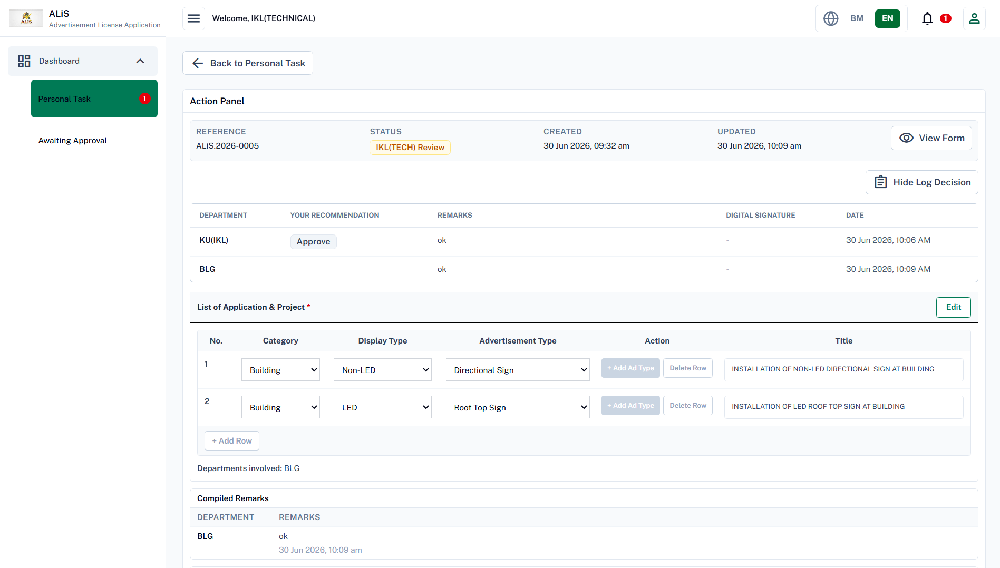 ALiS
ALiS
Advertisement License Application
Welcome, IKL(TECHNICAL)
BM
EN
1
Dashboard
Personal Task
1
Awaiting Approval
Back to Personal Task
Action Panel
REFERENCE
STATUS
CREATED
UPDATED
ALiS.2026-0005
IKL(TECH) Review
30 Jun 2026, 09:32 am
30 Jun 2026, 10:09 am
View Form
Hide Log Decision
DEPARTMENT YOUR RECOMMENDATION REMARKS DIGITAL SIGNATURE DATE
KU(IKL) Approve ok - 30 Jun 2026, 10:06 AM
BLG ok - 30 Jun 2026, 10:09 AM
List of Application & Project *
Edit
No. Category Display Type Advertisement Type Action Title
1 Building Non-LED Directional Sign + Add Ad Type Delete Row INSTALLATION OF NON-LED DIRECTIONAL SIGN AT BUILDING
2 Building LED Roof Top Sign + Add Ad Type Delete Row INSTALLATION OF LED ROOF TOP SIGN AT BUILDING
+ Add Row
Departments involved: BLG
Compiled Remarks
DEPARTMENT REMARKS
BLG ok
30 Jun 2026, 10:09 am